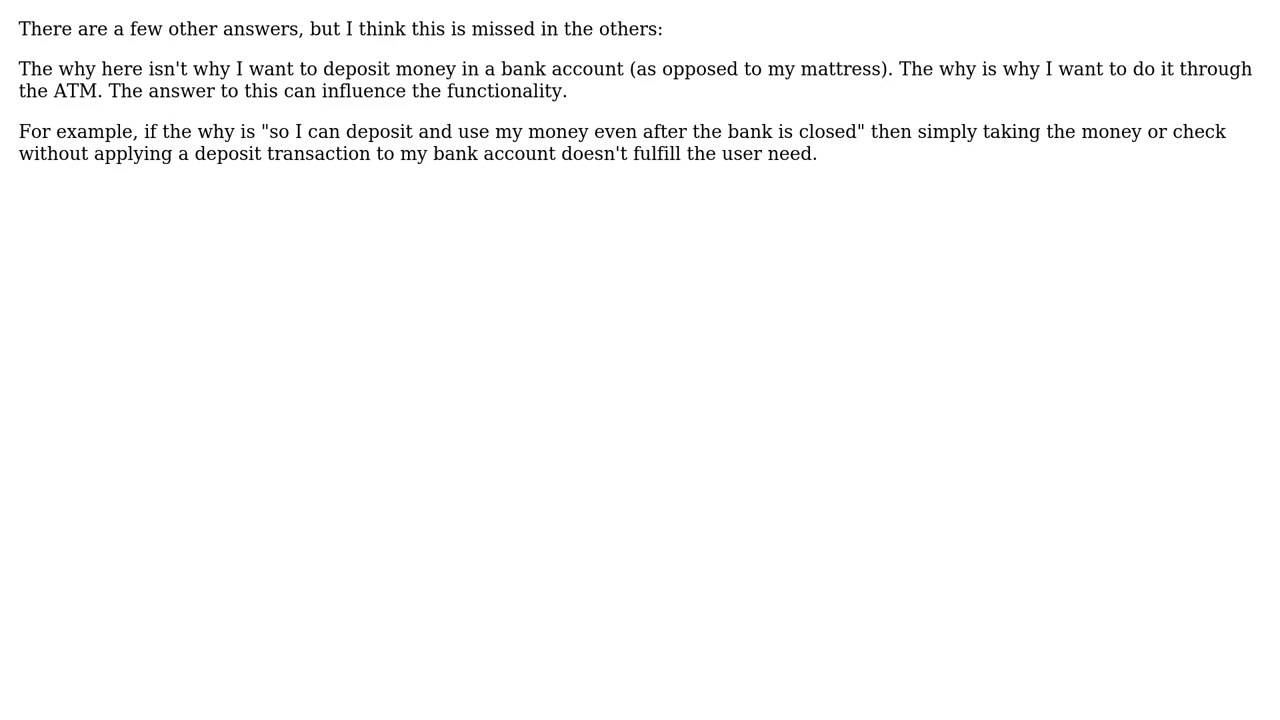 There are a few other answers, but I think this is missed in the others:
The why here isn't why I want to deposit money in a bank account (as opposed to my mattress). The why is why I want to do it through
the ATM. The answer to this can influence the functionality.
For example, if the why is "so I can deposit and use my money even after the bank is closed" then simply taking the money or check
without applying a deposit transaction to my bank account doesn't fulfill the user need.